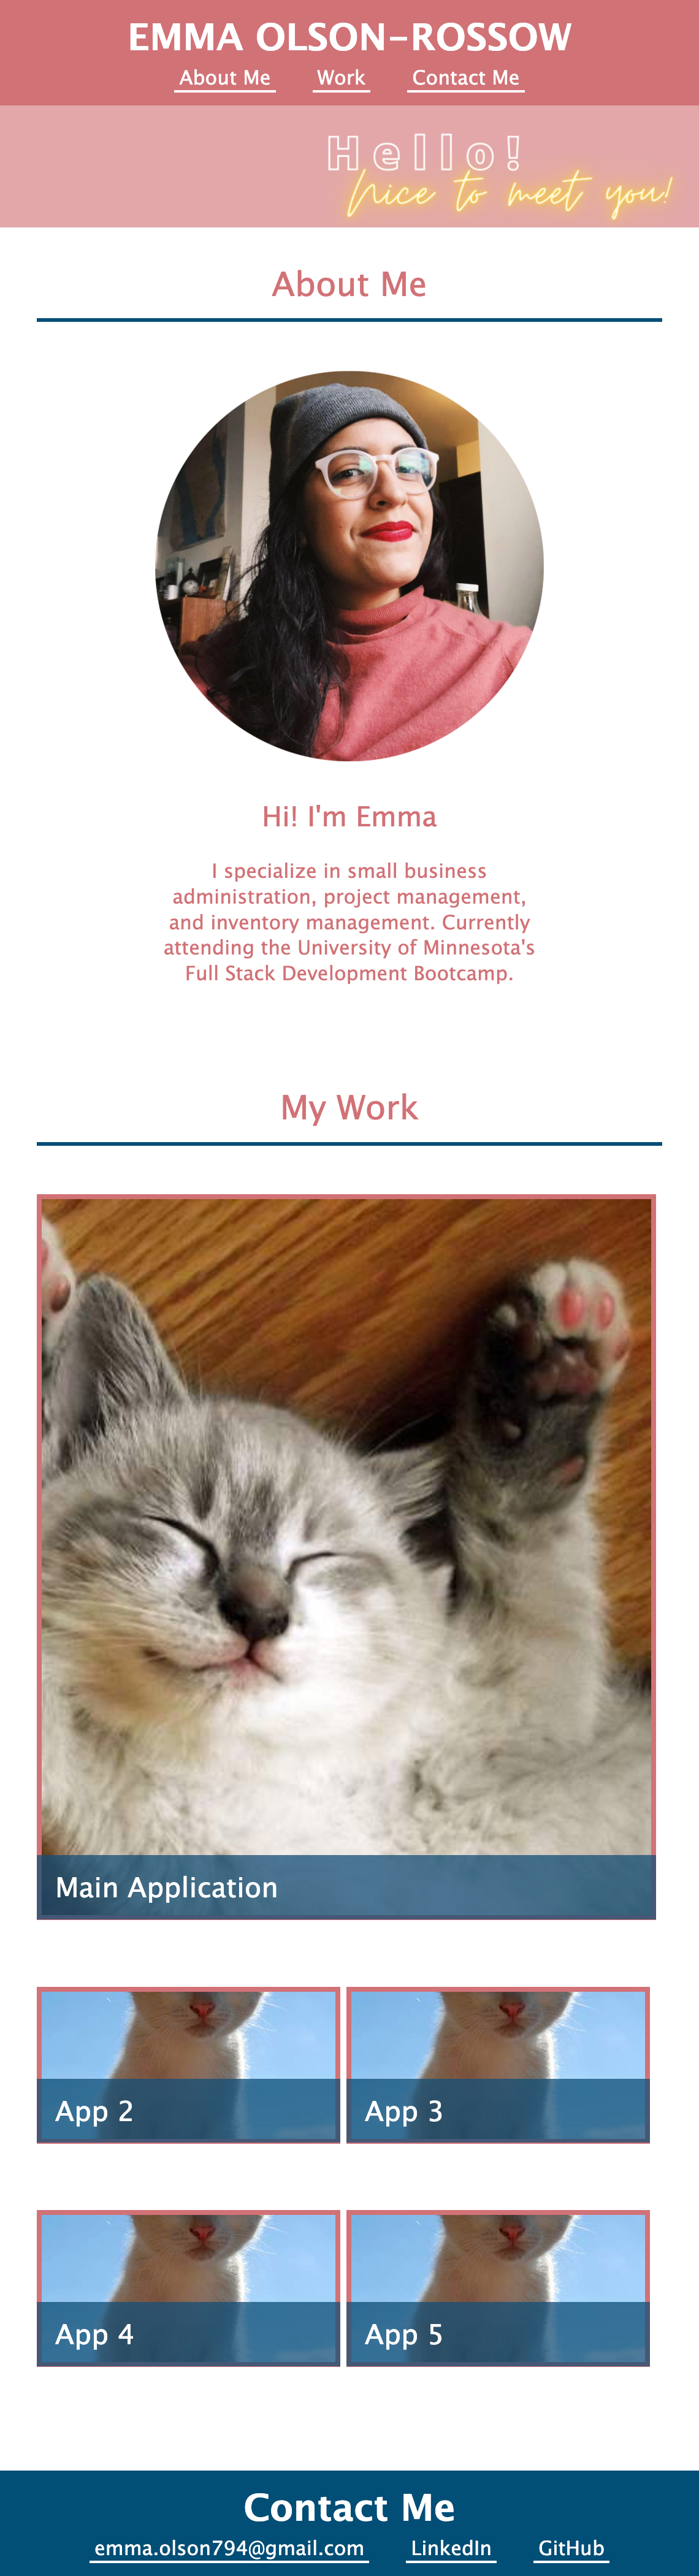 EMMA OLSON-ROSSOW
About Me Work Contact Me
Hello!
Nice to meet you!
About Me
Hi! I'm Emma
I specialize in small business
administration, project management,
and inventory management. Currently
attending the University of Minnesota's
Full Stack Development Bootcamp.
My Work
Main Application
App 2 App 3
App 4 App 5
Contact Me
emma.olson794@gmail.com LinkedIn GitHub